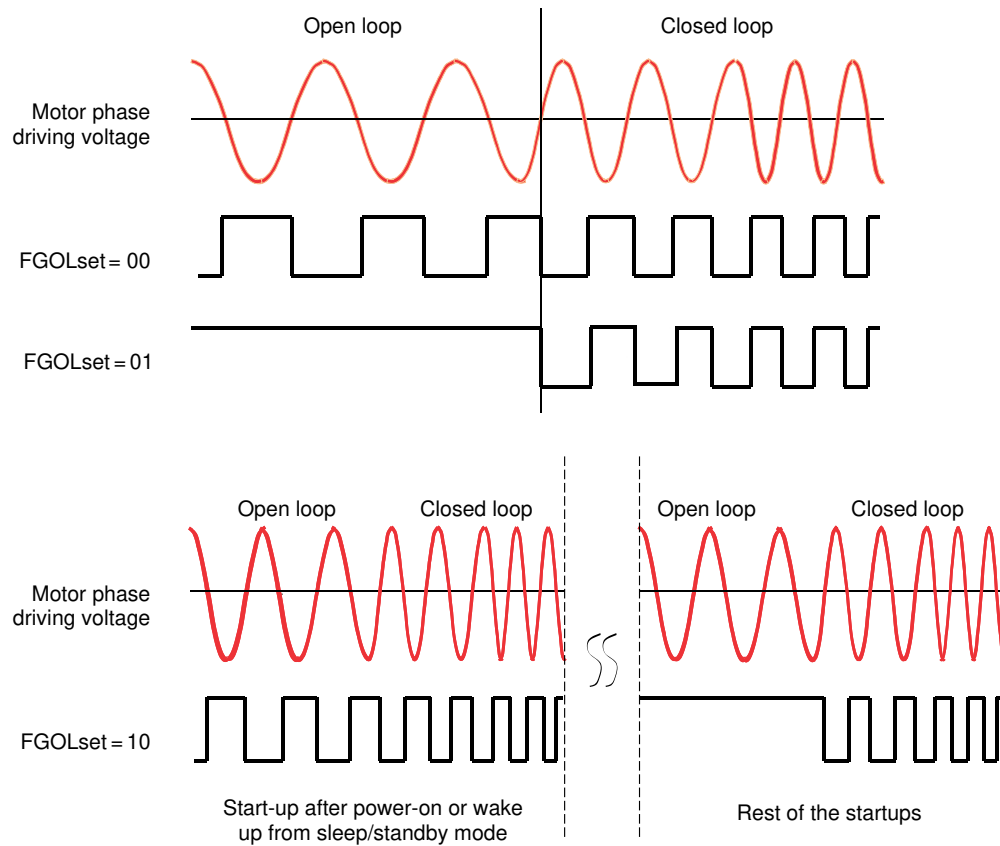 Open loop
Closed loop
Motor phase
driving voltage
FGOLset = 00
FGOLset = 01
Open loop
Closed loop
Open loop
Closed loop
Motor phase
driving voltage
FGOLset = 10
Start-up after power-on or wake
up from sleep/standby mode
Rest of the startups